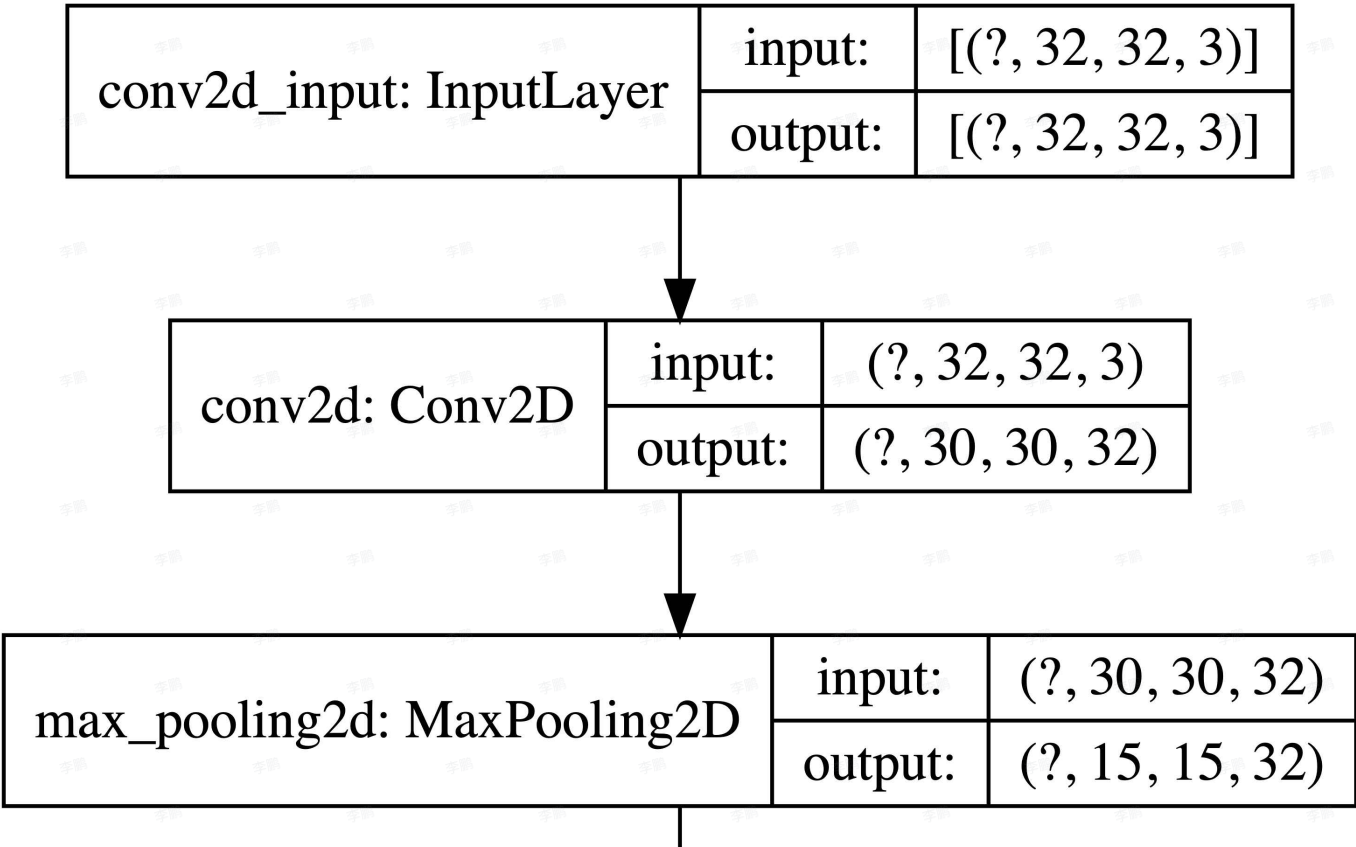 conv2d_input: InputLayer
input:
[(?, 32, 32, 3)]
output:
[(?, 32, 32, 3)]
conv2d: Conv2D
input:
(?, 32, 32, 3)
output:
(?, 30, 30, 32)
max_pooling2d: MaxPooling2D
input:
(?, 30, 30, 32)
output:
(?, 15, 15, 32)